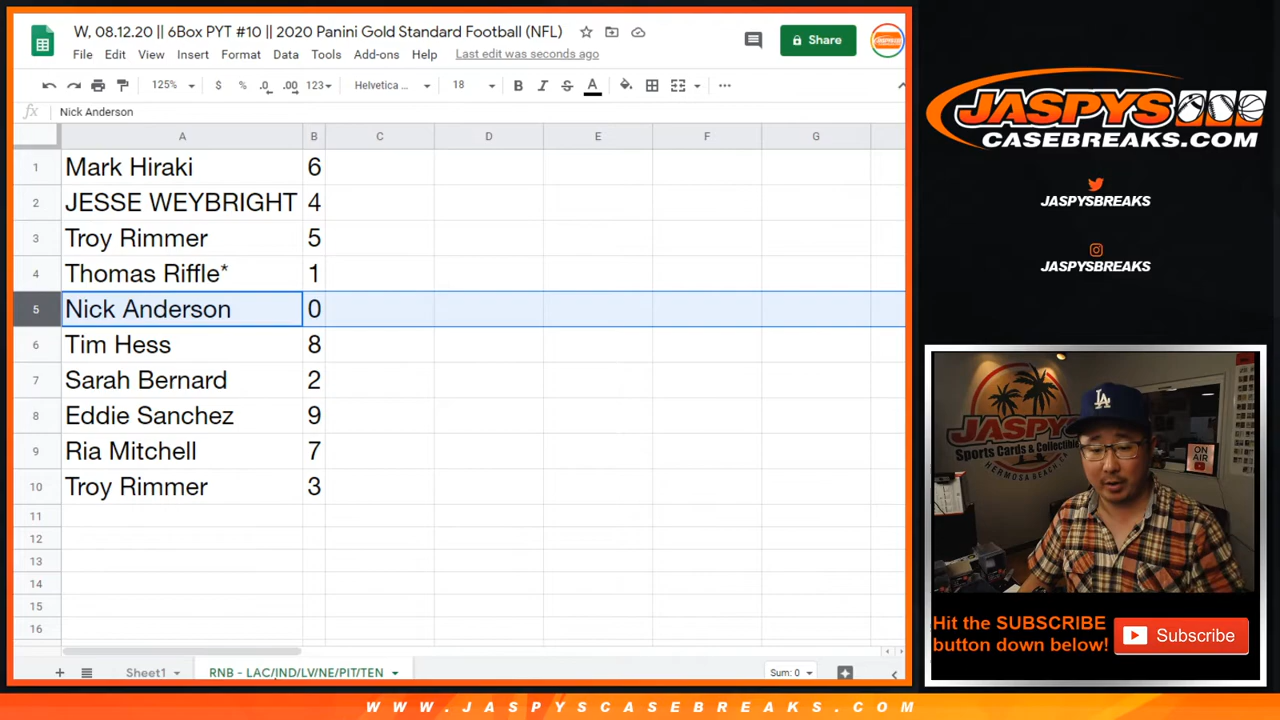 W, 08.12.20 || 6Box PYT #10 || 2020 Panini Gold Standard Football (NFL)
File Edit View Insert Format Data Tools Add-ons Help Last edit was seconds ago
Share
125% $ % .0 .00 123 Helvetica ... 18 B I S A
fx Nick Anderson
A B C D E F G
1 Mark Hiraki 6
2 JESSE WEYBRIGHT 4
3 Troy Rimmer 5
4 Thomas Riffle* 1
5 Nick Anderson 0
6 Tim Hess 8
7 Sarah Bernard 2
8 Eddie Sanchez 9
9 Ria Mitchell 7
10 Troy Rimmer 3
11
12
13
14
15
16
Sheet1 RNB - LAC/IND/LV/NE/PIT/TEN Sum: 0
JASPYS
CASEBREAKS.COM
JASPYSBREAKS
JASPYSBREAKS
JASPYS
Sports Cards & Collectibles
HERMOSA BEACH, CA
ON AIR
LA
Hit the SUBSCRIBE
button down below!
Subscribe
WWW.JASPYSCASEBREAKS.COM